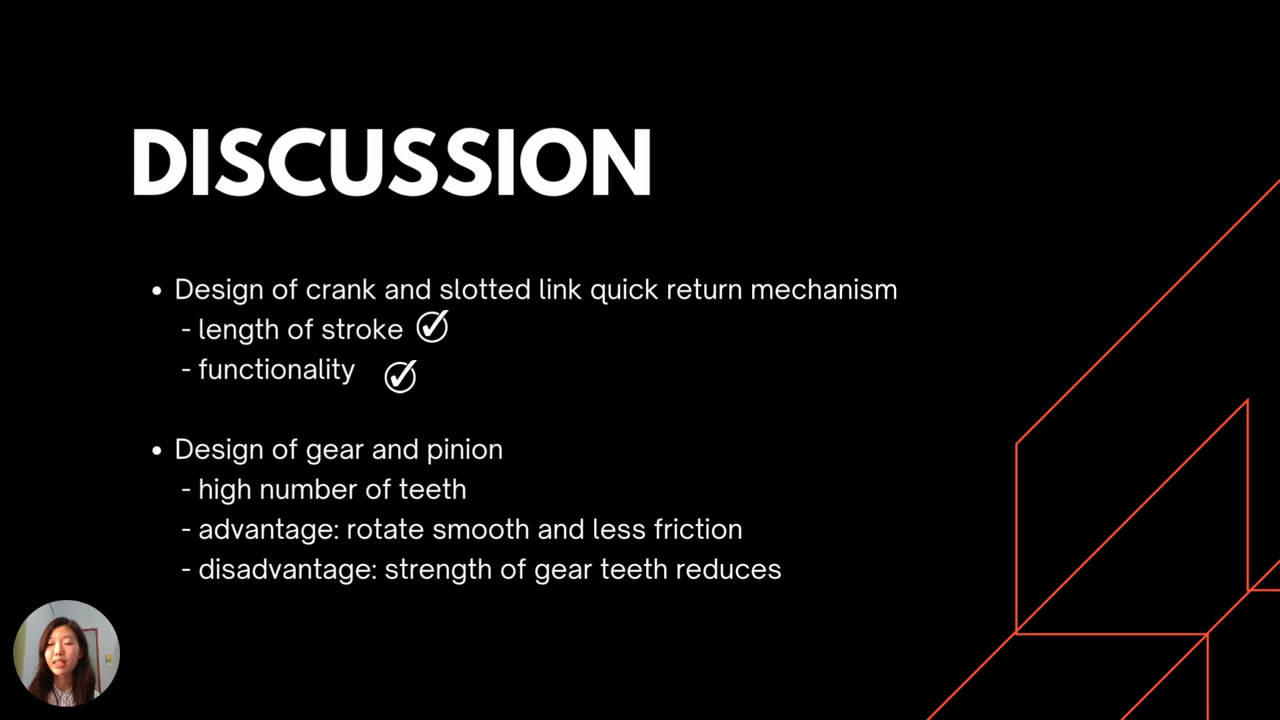 DISCUSSION
• Design of crank and slotted link quick return mechanism
- length of stroke
- functionality
• Design of gear and pinion
- high number of teeth
- advantage: rotate smooth and less friction
- disadvantage: strength of gear teeth reduces